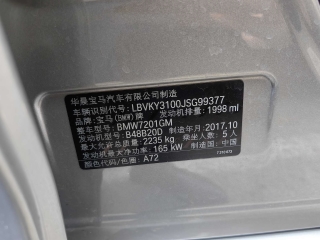 华晨宝马汽车有限公司制造
车辆识别代号: LBVKY3100JSG99377
品牌: 宝马(BMW)牌 发动机排量: 1998 ml
整车型号: BMW7201GM
发动机型号: B48B20D 制造年月: 2017.10
最大允许总质量: 2235 kg 乘坐人数: 5 人
发动机最大净功率: 165 kW 制造国: 中国
颜色代码/色圈: A72